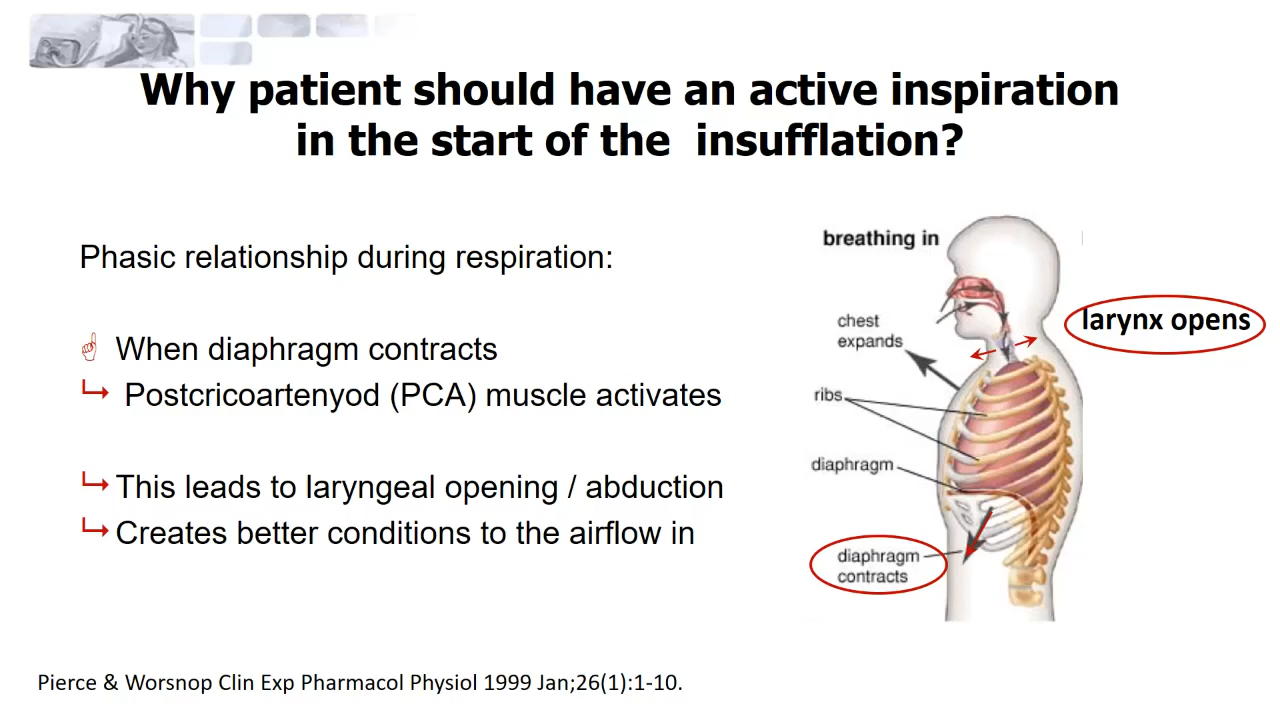 Why patient should have an active inspiration
in the start of the  insufflation?
Phasic relationship during respiration:
☝ When diaphragm contracts
↳ Postcricoartenyod (PCA) muscle activates
↳ This leads to laryngeal opening / abduction
↳ Creates better conditions to the airflow in
breathing in
larynx opens
chest
expands
ribs
diaphragm
diaphragm
contracts
Pierce & Worsnop Clin Exp Pharmacol Physiol 1999 Jan;26(1):1-10.